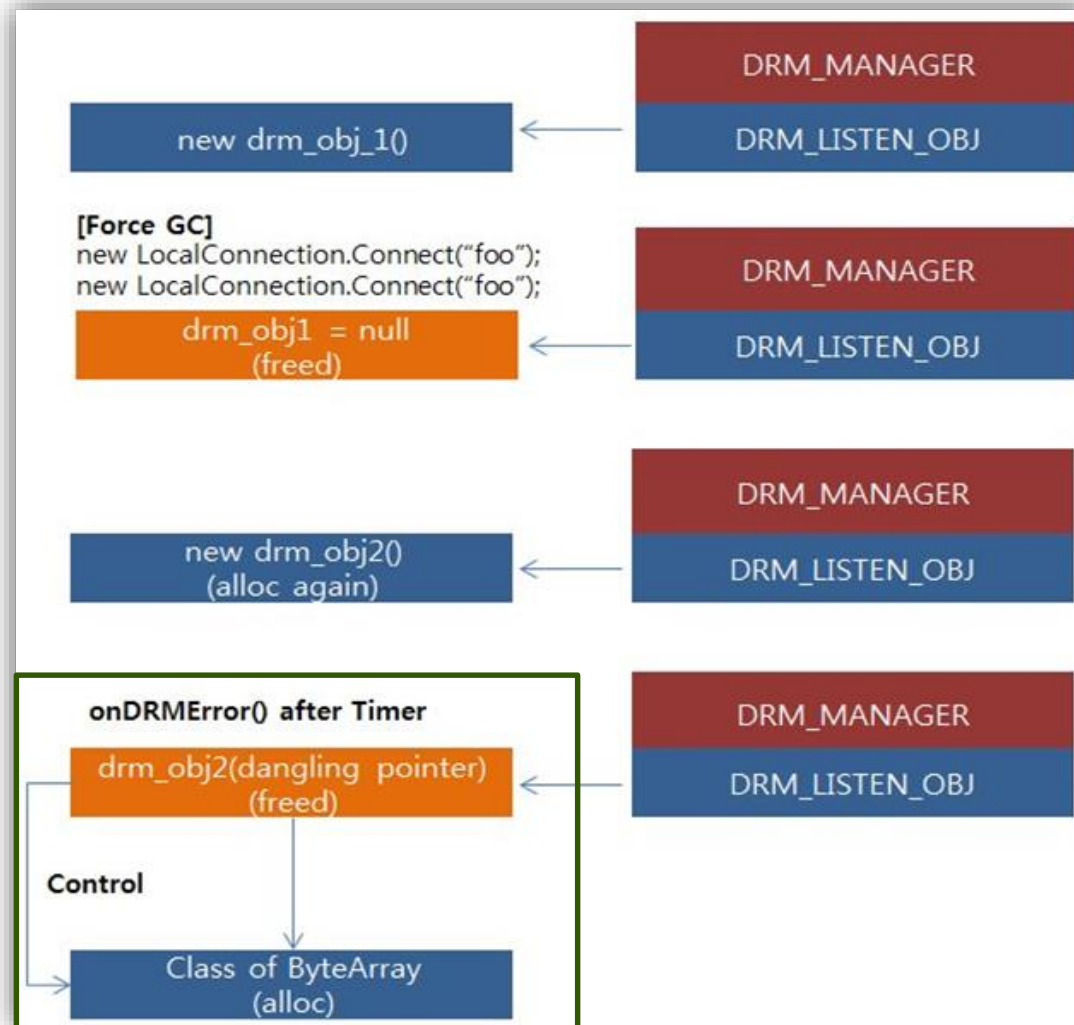 DRM_MANAGER
new drm_obj_1()
DRM_LISTEN_OBJ
[Force GC]
new LocalConnection.Connect("foo");
new LocalConnection.Connect("foo");
DRM_MANAGER
drm_obj1 = null
(freed)
DRM_LISTEN_OBJ
DRM_MANAGER
new drm_obj2()
(alloc again)
DRM_LISTEN_OBJ
onDRMError() after Timer
DRM_MANAGER
drm_obj2(dangling pointer)
(freed)
DRM_LISTEN_OBJ
Control
Class of ByteArray
(alloc)